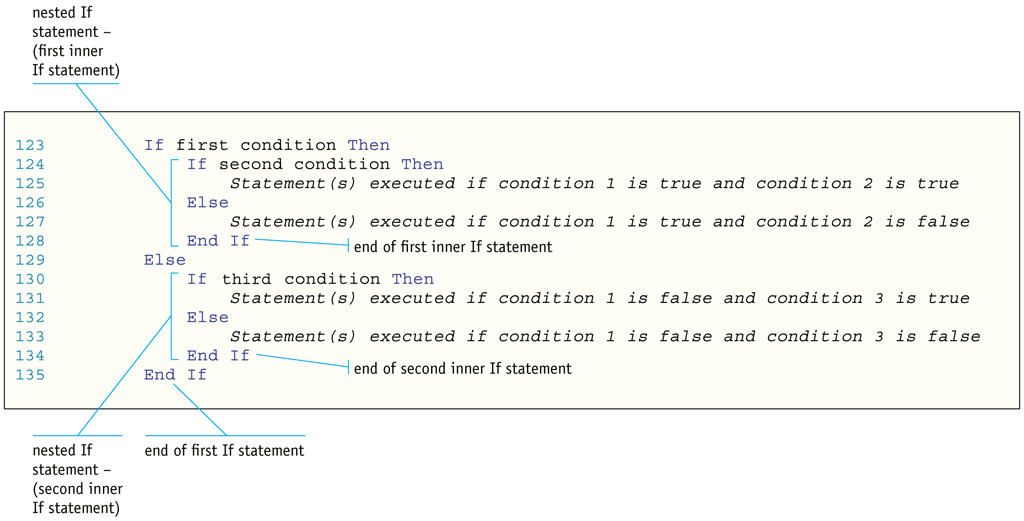 nested If
statement –
(first inner
If statement)
123 If first condition Then
124 If second condition Then
125 Statement(s) executed if condition 1 is true and condition 2 is true
126 Else
127 Statement(s) executed if condition 1 is true and condition 2 is false
128 End If
end of first inner If statement
129 Else
130 If third condition Then
131 Statement(s) executed if condition 1 is false and condition 3 is true
132 Else
133 Statement(s) executed if condition 1 is false and condition 3 is false
134 End If
end of second inner If statement
135 End If
nested If
statement –
(second inner
If statement)
end of first If statement